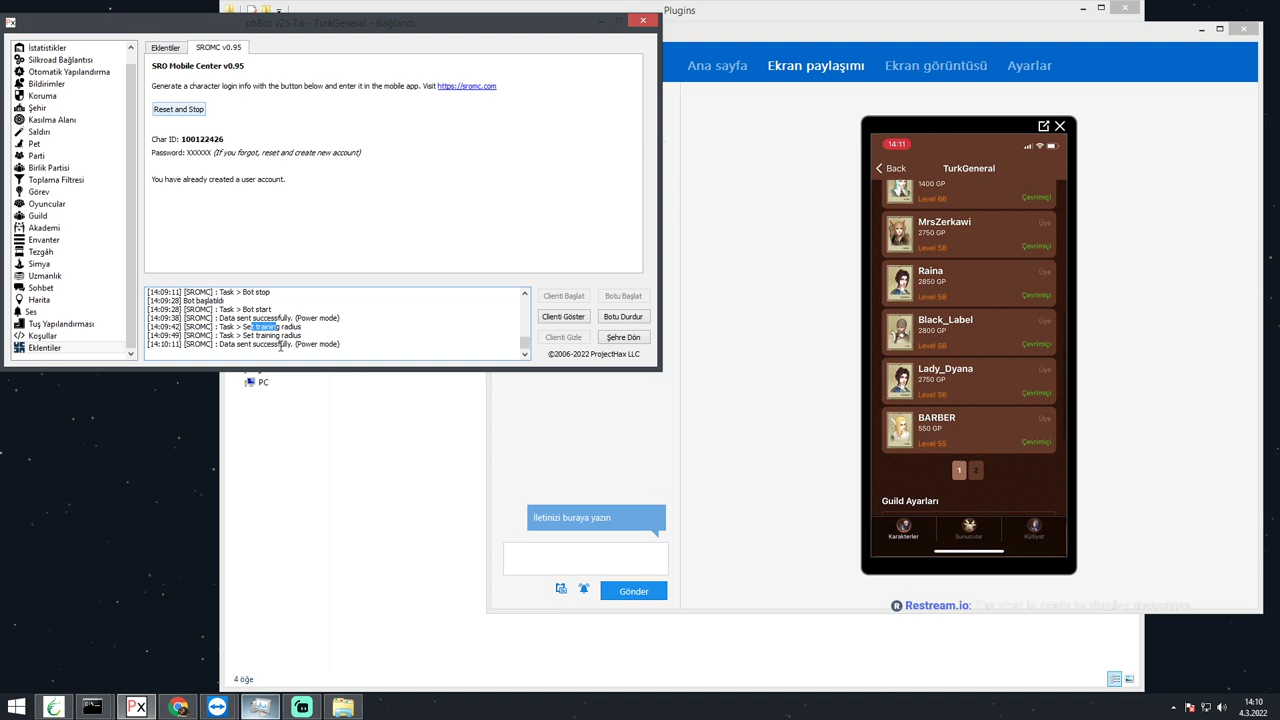 phBot v25.7.6 - TurkGeneral - Bağlandı
İstatistikler
Silkroad Bağlantısı
Otomatik Yapılandırma
Bildirimler
Koruma
Şehir
Kasılma Alanı
Saldırı
Pet
Parti
Birlik Partisi
Toplama Filtresi
Görev
Oyuncular
Guild
Akademi
Envanter
Tezgâh
Simya
Uzmanlık
Sohbet
Harita
Ses
Tuş Yapılandırması
Koşullar
Eklentiler
Eklentiler
SROMC v0.95
SRO Mobile Center v0.95
Generate a character login info with the button below and enter it in the mobile app. Visit https://sromc.com
Reset and Stop
Char ID: 100122426
Password: XXXXXX (If you forgot, reset and create new account)
You have already created a user account.
[14:09:11] [SROMC] : Task > Bot stop
[14:09:28] Bot başlatıldı
[14:09:28] [SROMC] : Task > Bot start
[14:09:38] [SROMC] : Data sent successfully. (Power mode)
[14:09:42] [SROMC] : Task > Set training radius
[14:09:49] [SROMC] : Task > Set training radius
[14:10:11] [SROMC] : Data sent successfully. (Power mode)
Clienti Başlat
Botu Başlat
Clienti Göster
Botu Durdur
Clienti Gizle
Şehre Dön
©2006-2022 ProjectHax LLC
Plugins
Ana sayfa
Ekran paylaşımı
Ekran görüntüsü
Ayarlar
14:11
Back
TurkGeneral
1400 GP
Level 66
Çevrimiçi
MrsZerkawi
Üye
2750 GP
Level 58
Çevrimiçi
Raina
Üye
2850 GP
Level 58
Çevrimiçi
Black_Label
Üye
2800 GP
Level 58
Çevrimiçi
Lady_Dyana
Üye
2750 GP
Level 56
Çevrimiçi
BARBER
Üye
550 GP
Level 55
Çevrimiçi
1
2
Guild Ayarları
Karakterler
Sunucular
Külliyat
PC
İletinizi buraya yazın
Gönder
Restream.io:
4 öğe
Px
14:10
4.3.2022